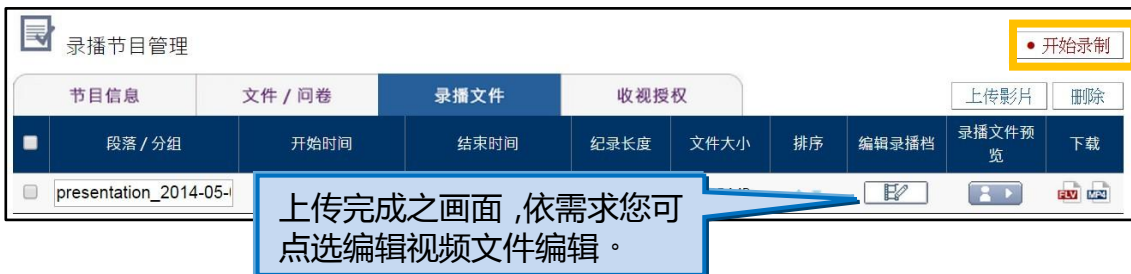 录播节目管理
• 开始录制
节目信息 文件 / 问卷 录播文件 收视授权 上传影片 删除
段落 / 分组 开始时间 结束时间 纪录长度 文件大小 排序 编辑录播档 录播文件预览 下载
presentation_2014-05-
FLV MP4
上传完成之画面 ,依需求您可
点选编辑视频文件编辑。